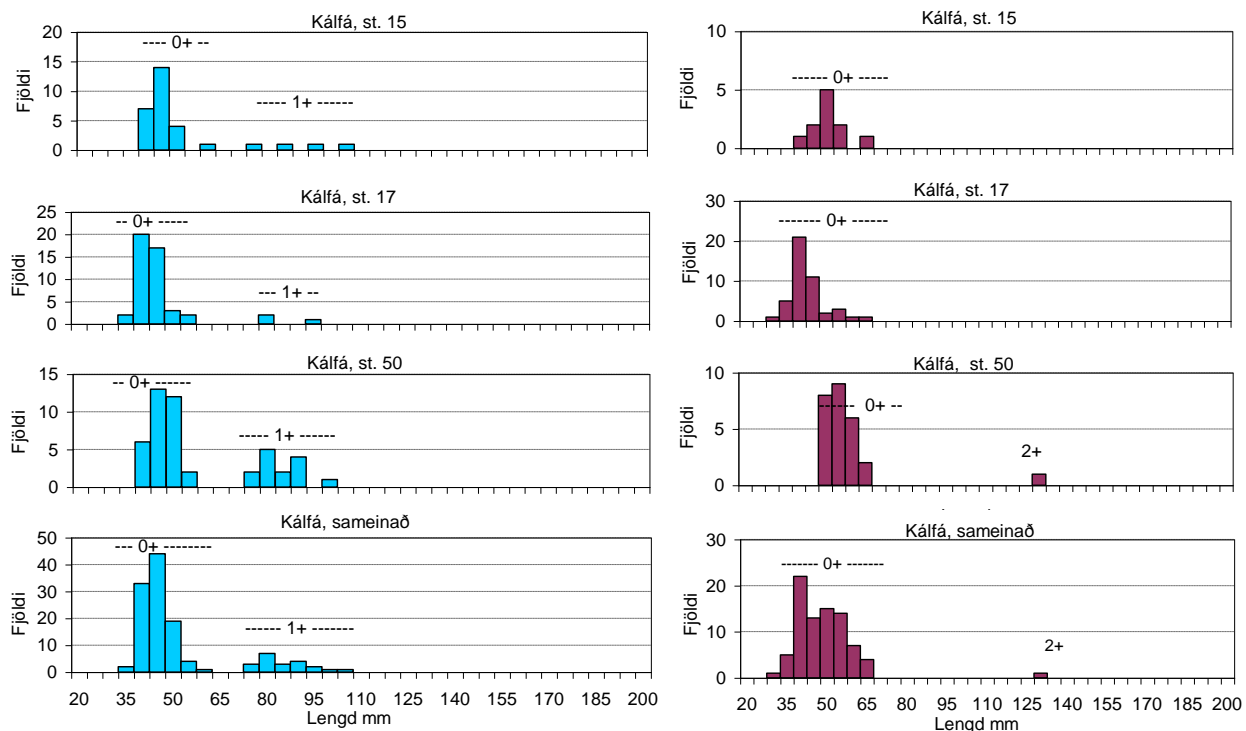 Kálfá, st. 15
---- 0+ --
----- 1+ ------
Fjöldi
20
15
10
5
0
Kálfá, st. 17
-- 0+ -----
--- 1+ --
Fjöldi
25
20
15
10
5
0
Kálfá, st. 50
-- 0+ ------
----- 1+ ------
Fjöldi
15
10
5
0
Kálfá, sameinað
--- 0+ --------
------ 1+ -------
Fjöldi
50
40
30
20
10
0
20 35 50 65 80 95 110 125 140 155 170 185 200
Lengd mm
Kálfá, st. 15
------ 0+ ------
Fjöldi
10
5
0
Kálfá, st. 17
------- 0+ -------
Fjöldi
30
20
10
0
Kálfá, st. 50
------ 0+ --
2+
Fjöldi
10
5
0
Kálfá, sameinað
------ 0+ -------
2+
Fjöldi
30
20
10
0
20 35 50 65 80 95 110 125 140 155 170 185 200
Lengd mm